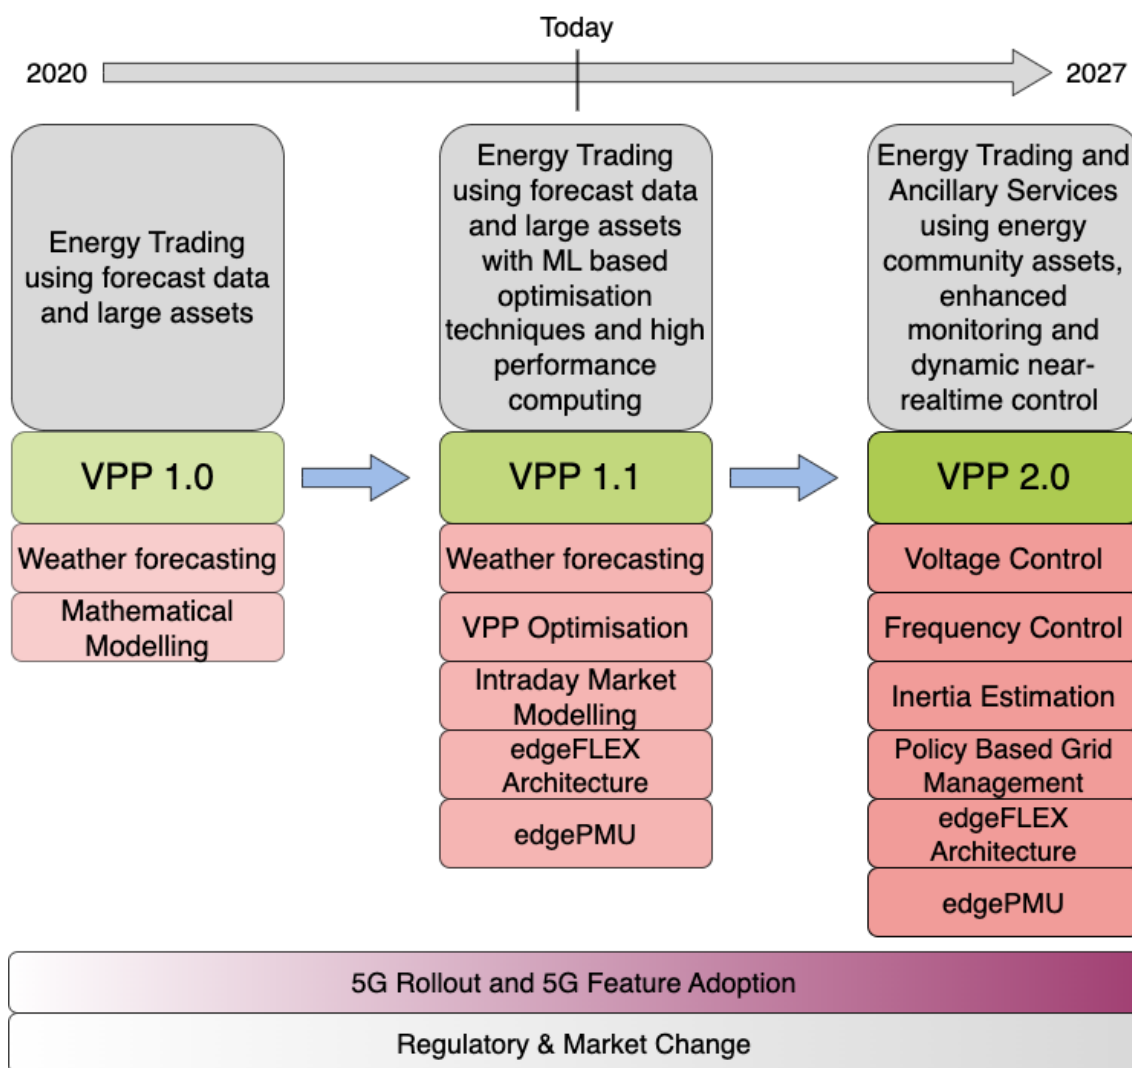 Today
2020
2027
Energy Trading
using forecast data
and large assets
Energy Trading
using forecast data
and large assets
with ML based
optimisation
techniques and high
performance
computing
Energy Trading and
Ancillary Services
using energy
community assets,
enhanced
monitoring and
dynamic near-
realtime control
VPP 1.0
VPP 1.1
VPP 2.0
Weather forecasting
Mathematical
Modelling
Weather forecasting
VPP Optimisation
Intraday Market
Modelling
edgeFLEX
Architecture
edgePMU
Voltage Control
Frequency Control
Inertia Estimation
Policy Based Grid
Management
edgeFLEX
Architecture
edgePMU
5G Rollout and 5G Feature Adoption
Regulatory & Market Change